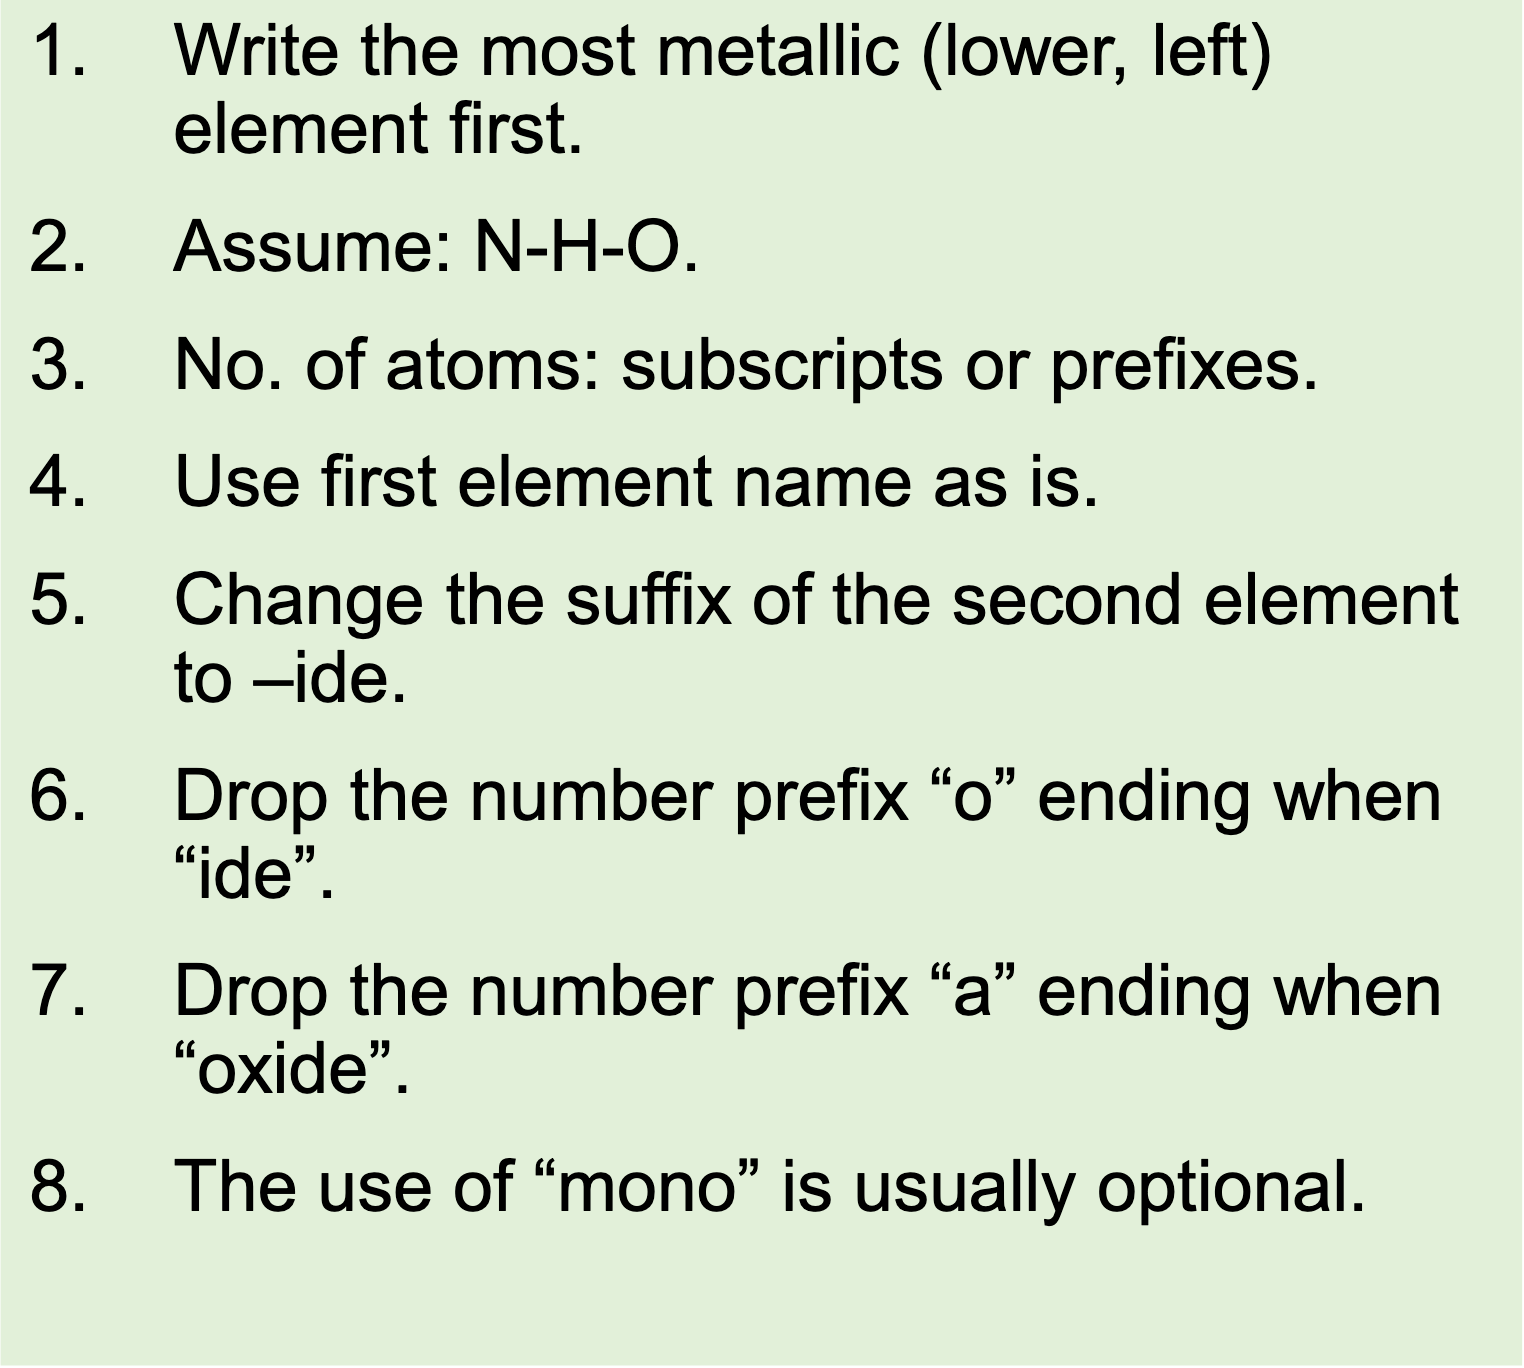 1. Write the most metallic (lower, left)
element first.
2. Assume: N-H-O.
3. No. of atoms: subscripts or prefixes.
4. Use first element name as is.
5. Change the suffix of the second element
to –ide.
6. Drop the number prefix “o” ending when
“ide”.
7. Drop the number prefix “a” ending when
“oxide”.
8. The use of “mono” is usually optional.